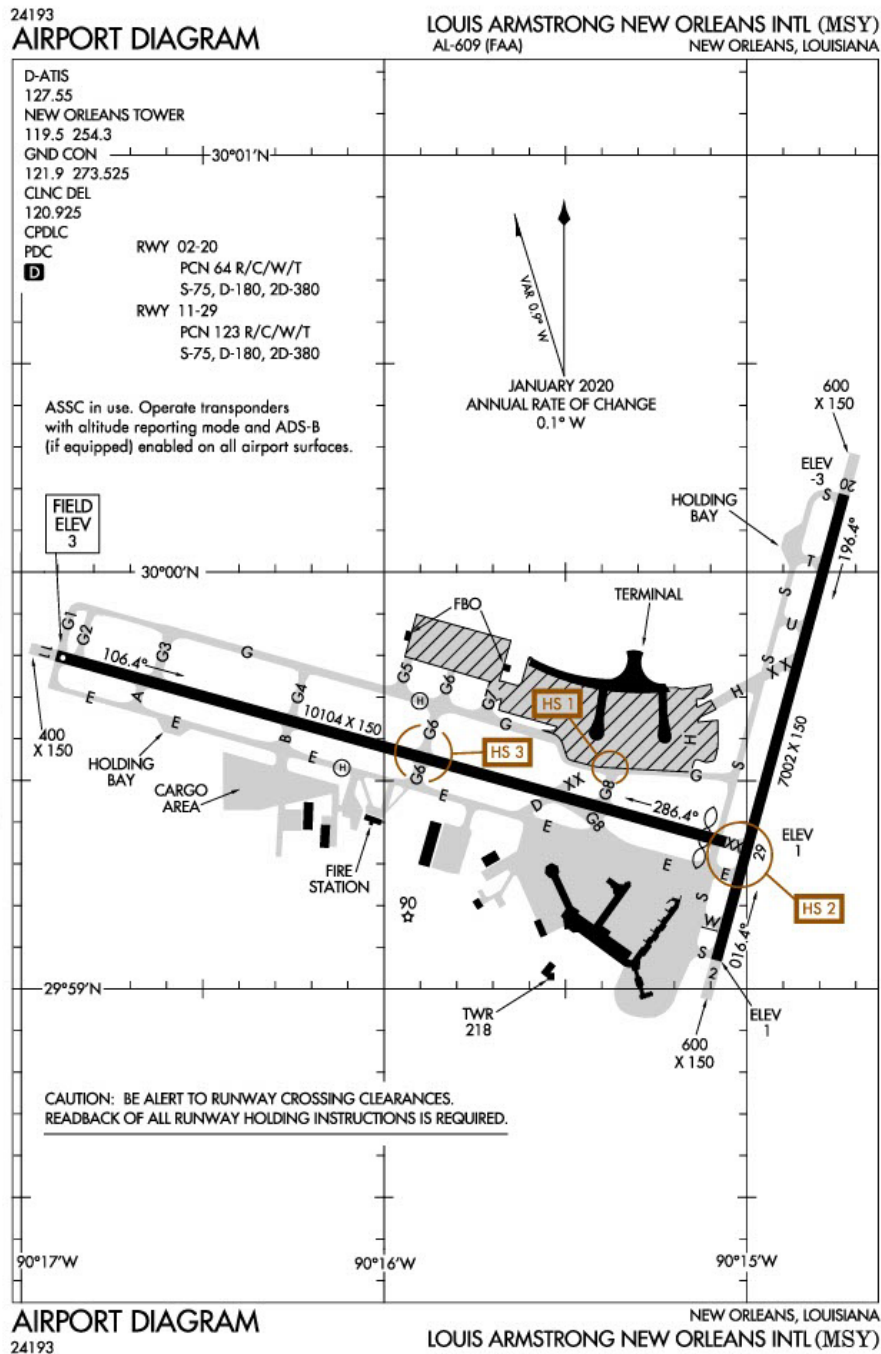 24193
AIRPORT DIAGRAM
LOUIS ARMSTRONG NEW ORLEANS INTL (MSY)
AL-609 (FAA)
NEW ORLEANS, LOUISIANA
D-ATIS
127.55
NEW ORLEANS TOWER
119.5 254.3
GND CON
121.9 273.525
CLNC DEL
120.925
CPDLC
PDC
D
RWY 02-20
PCN 64 R/C/W/T
S-75, D-180, 2D-380
RWY 11-29
PCN 123 R/C/W/T
S-75, D-180, 2D-380
30°01'N
VAR 0.9° W
JANUARY 2020
ANNUAL RATE OF CHANGE
0.1° W
ASSC in use. Operate transponders
with altitude reporting mode and ADS-B
(if equipped) enabled on all airport surfaces.
600
X 150
ELEV
-3
S
20
HOLDING
BAY
196.4°
FIELD
ELEV
3
30°00'N
T
S
U
S
XX
FBO
TERMINAL
G1
G2
G3
G
11
106.4°
G4
G5
G6
G7
G
H
H
HS 1
E
A
E
400
X 150
10104 X 150
H
G6
HS 3
HOLDING
BAY
B
E
H
G6
E
CARGO
AREA
XX
G8
G
S
7002 X 150
D
E
G8
286.4°
XX
29
ELEV
1
E
E
HS 2
FIRE
STATION
90
S
W
S
016.4°
2
29°59'N
TWR
218
ELEV
1
600
X 150
CAUTION: BE ALERT TO RUNWAY CROSSING CLEARANCES.
READBACK OF ALL RUNWAY HOLDING INSTRUCTIONS IS REQUIRED.
90°17'W
90°16'W
90°15'W
AIRPORT DIAGRAM
24193
NEW ORLEANS, LOUISIANA
LOUIS ARMSTRONG NEW ORLEANS INTL (MSY)